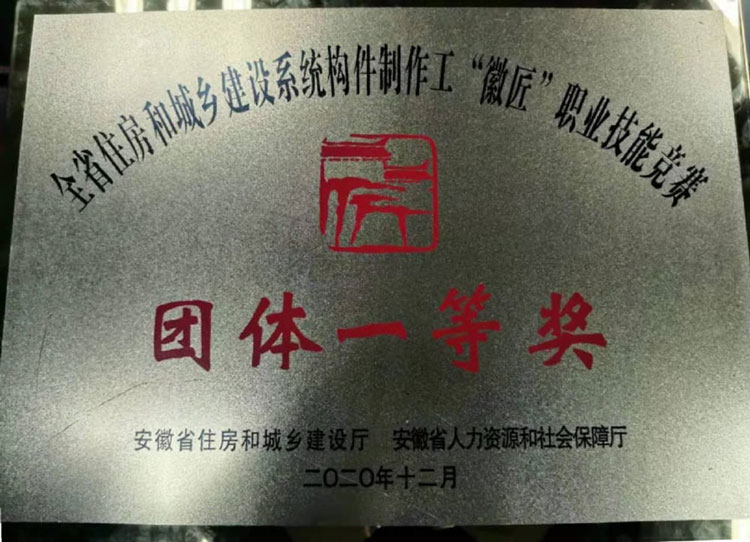 全省住房和城乡建设系统构件制作工“徽匠”职业技能竞赛
匠
团体一等奖
安徽省住房和城乡建设厅 安徽省人力资源和社会保障厅
二〇二〇年十二月